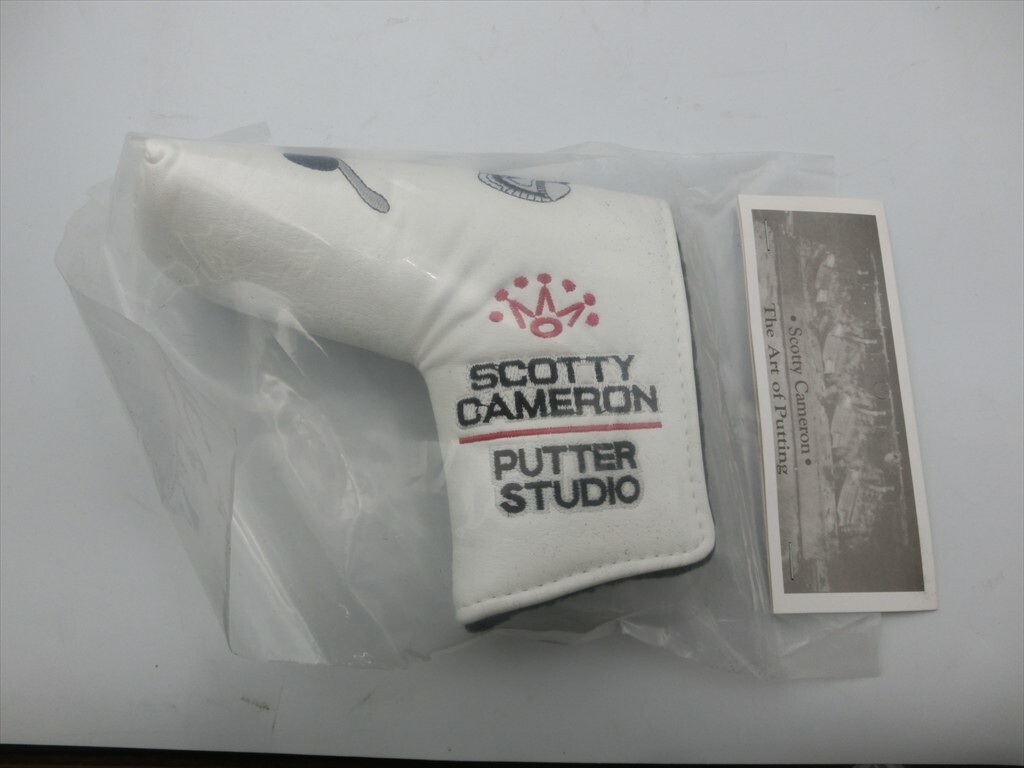 SCOTTY
CAMERON
PUTTER
STUDIO
• Scotty Cameron •
The Art of Putting